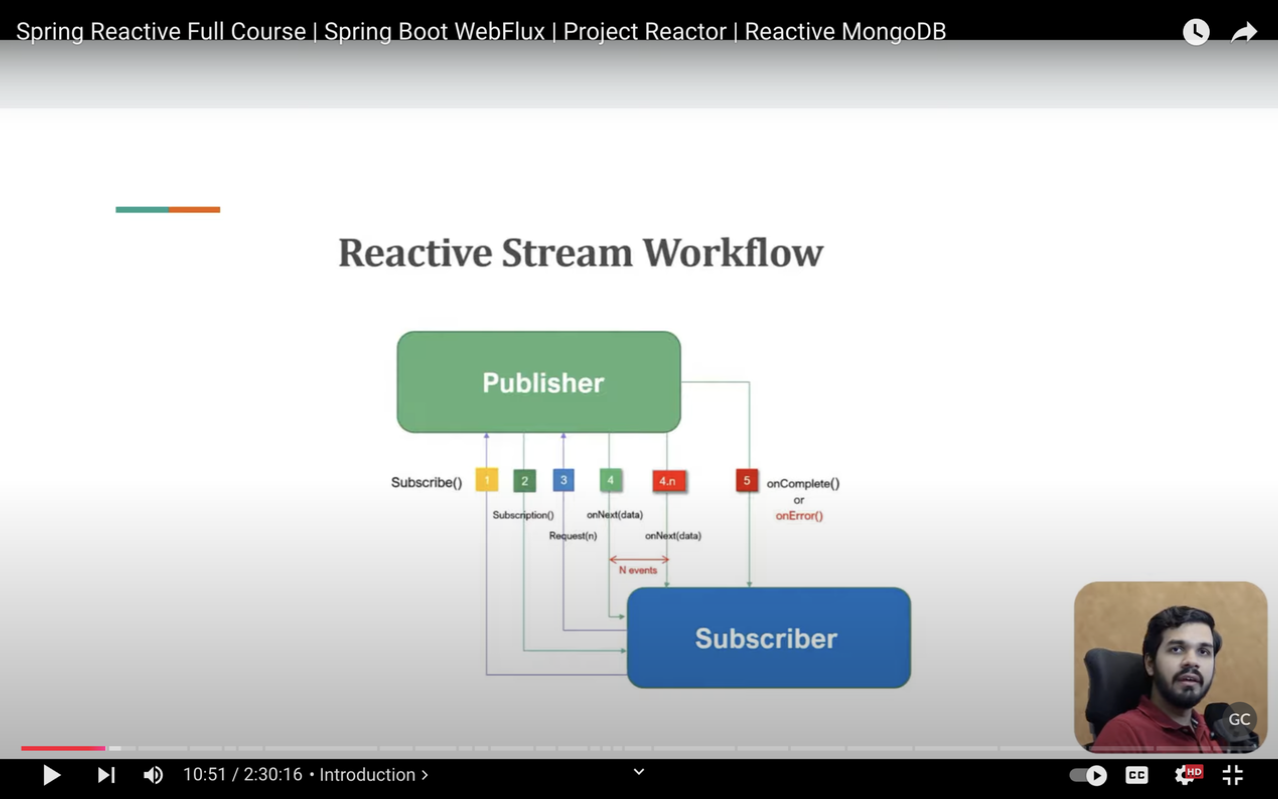 Spring Reactive Full Course | Spring Boot WebFlux | Project Reactor | Reactive MongoDB
Reactive Stream Workflow
Publisher
Subscribe() 1 2 3 4 4.n 5 onComplete()
or
onError()
Subscription() onNext(data)
Request(n) onNext(data)
N events
Subscriber
GC
10:51 / 2:30:16 • Introduction >
CC HD